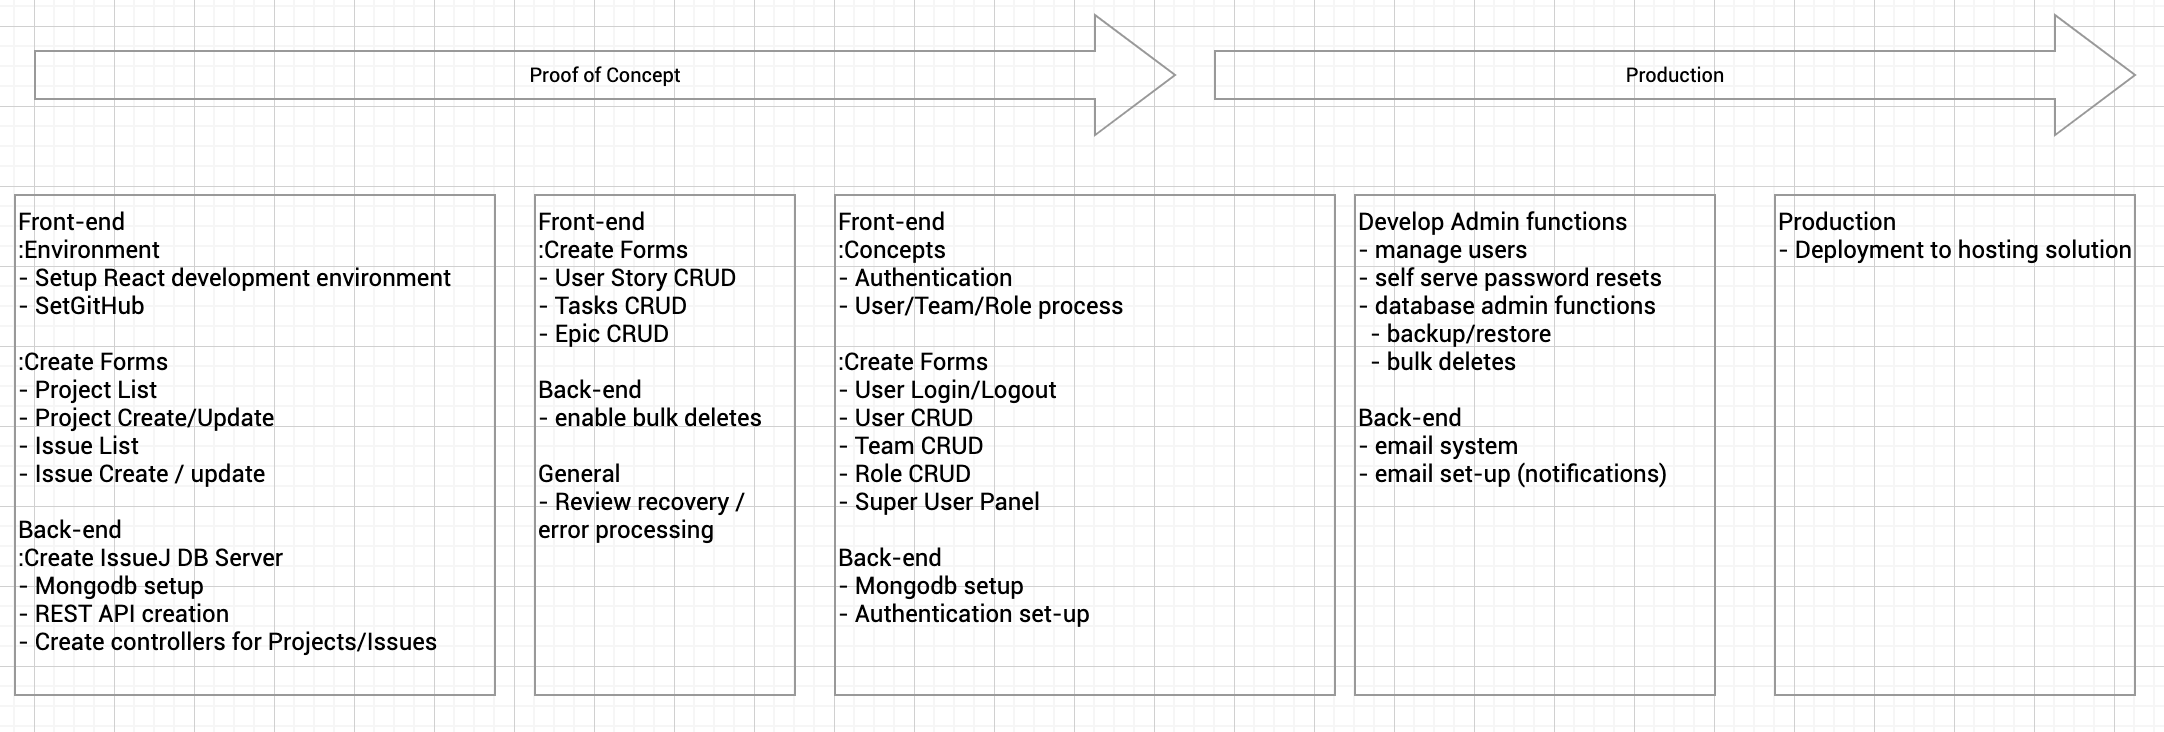 Proof of Concept
Production
Front-end
:Environment
- Setup React development environment
- SetGitHub
:Create Forms
- Project List
- Project Create/Update
- Issue List
- Issue Create / update
Back-end
:Create IssueJ DB Server
- Mongodb setup
- REST API creation
- Create controllers for Projects/Issues
Front-end
:Create Forms
- User Story CRUD
- Tasks CRUD
- Epic CRUD
Back-end
- enable bulk deletes
General
- Review recovery /
error processing
Front-end
:Concepts
- Authentication
- User/Team/Role process
:Create Forms
- User Login/Logout
- User CRUD
- Team CRUD
- Role CRUD
- Super User Panel
Back-end
- Mongodb setup
- Authentication set-up
Develop Admin functions
- manage users
- self serve password resets
- database admin functions
- backup/restore
- bulk deletes
Back-end
- email system
- email set-up (notifications)
Production
- Deployment to hosting solution